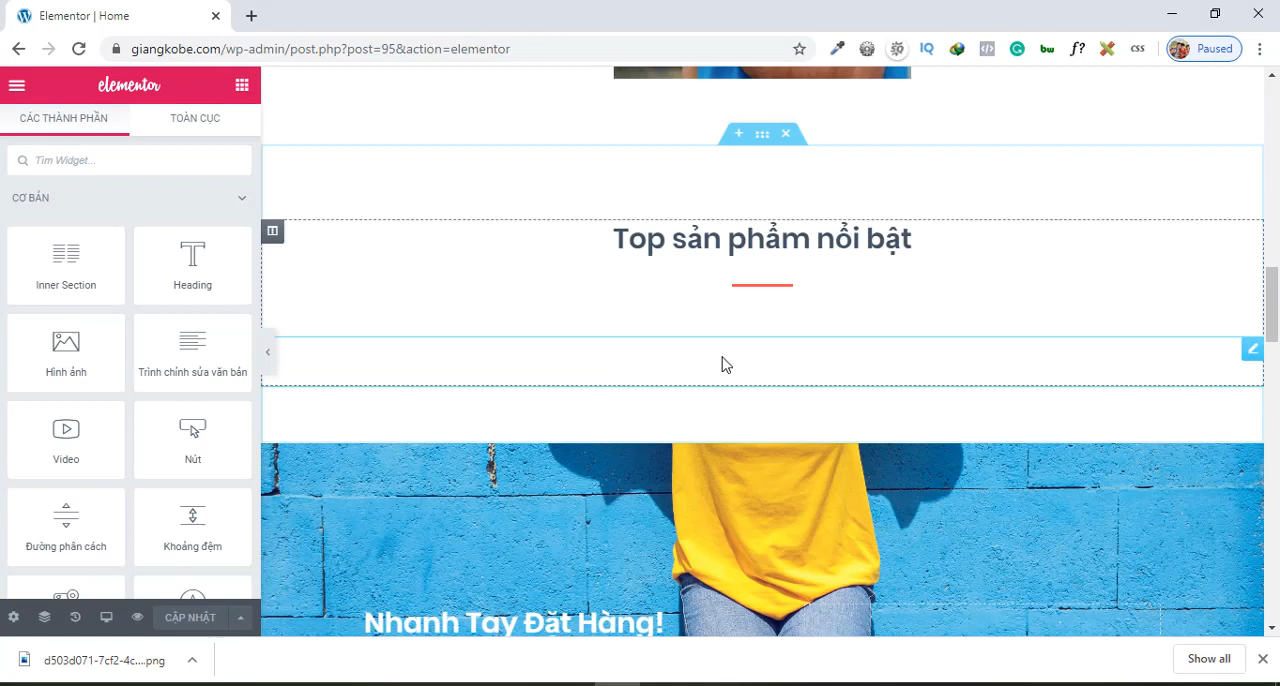 Elementor | Home
giangkobe.com/wp-admin/post.php?post=95&action=elementor
IQ
bw
f?
CSS
Paused
elementor
CÁC THÀNH PHẦN
TOÀN CỤC
Tìm Widget...
CƠ BẢN
Inner Section
Heading
Hình ảnh
Trình chỉnh sửa văn bản
Video
Nút
Đường phân cách
Khoảng đệm
CẬP NHẬT
Top sản phẩm nổi bật
Nhanh Tay Đặt Hàng!
d503d071-7cf2-4c....png
Show all